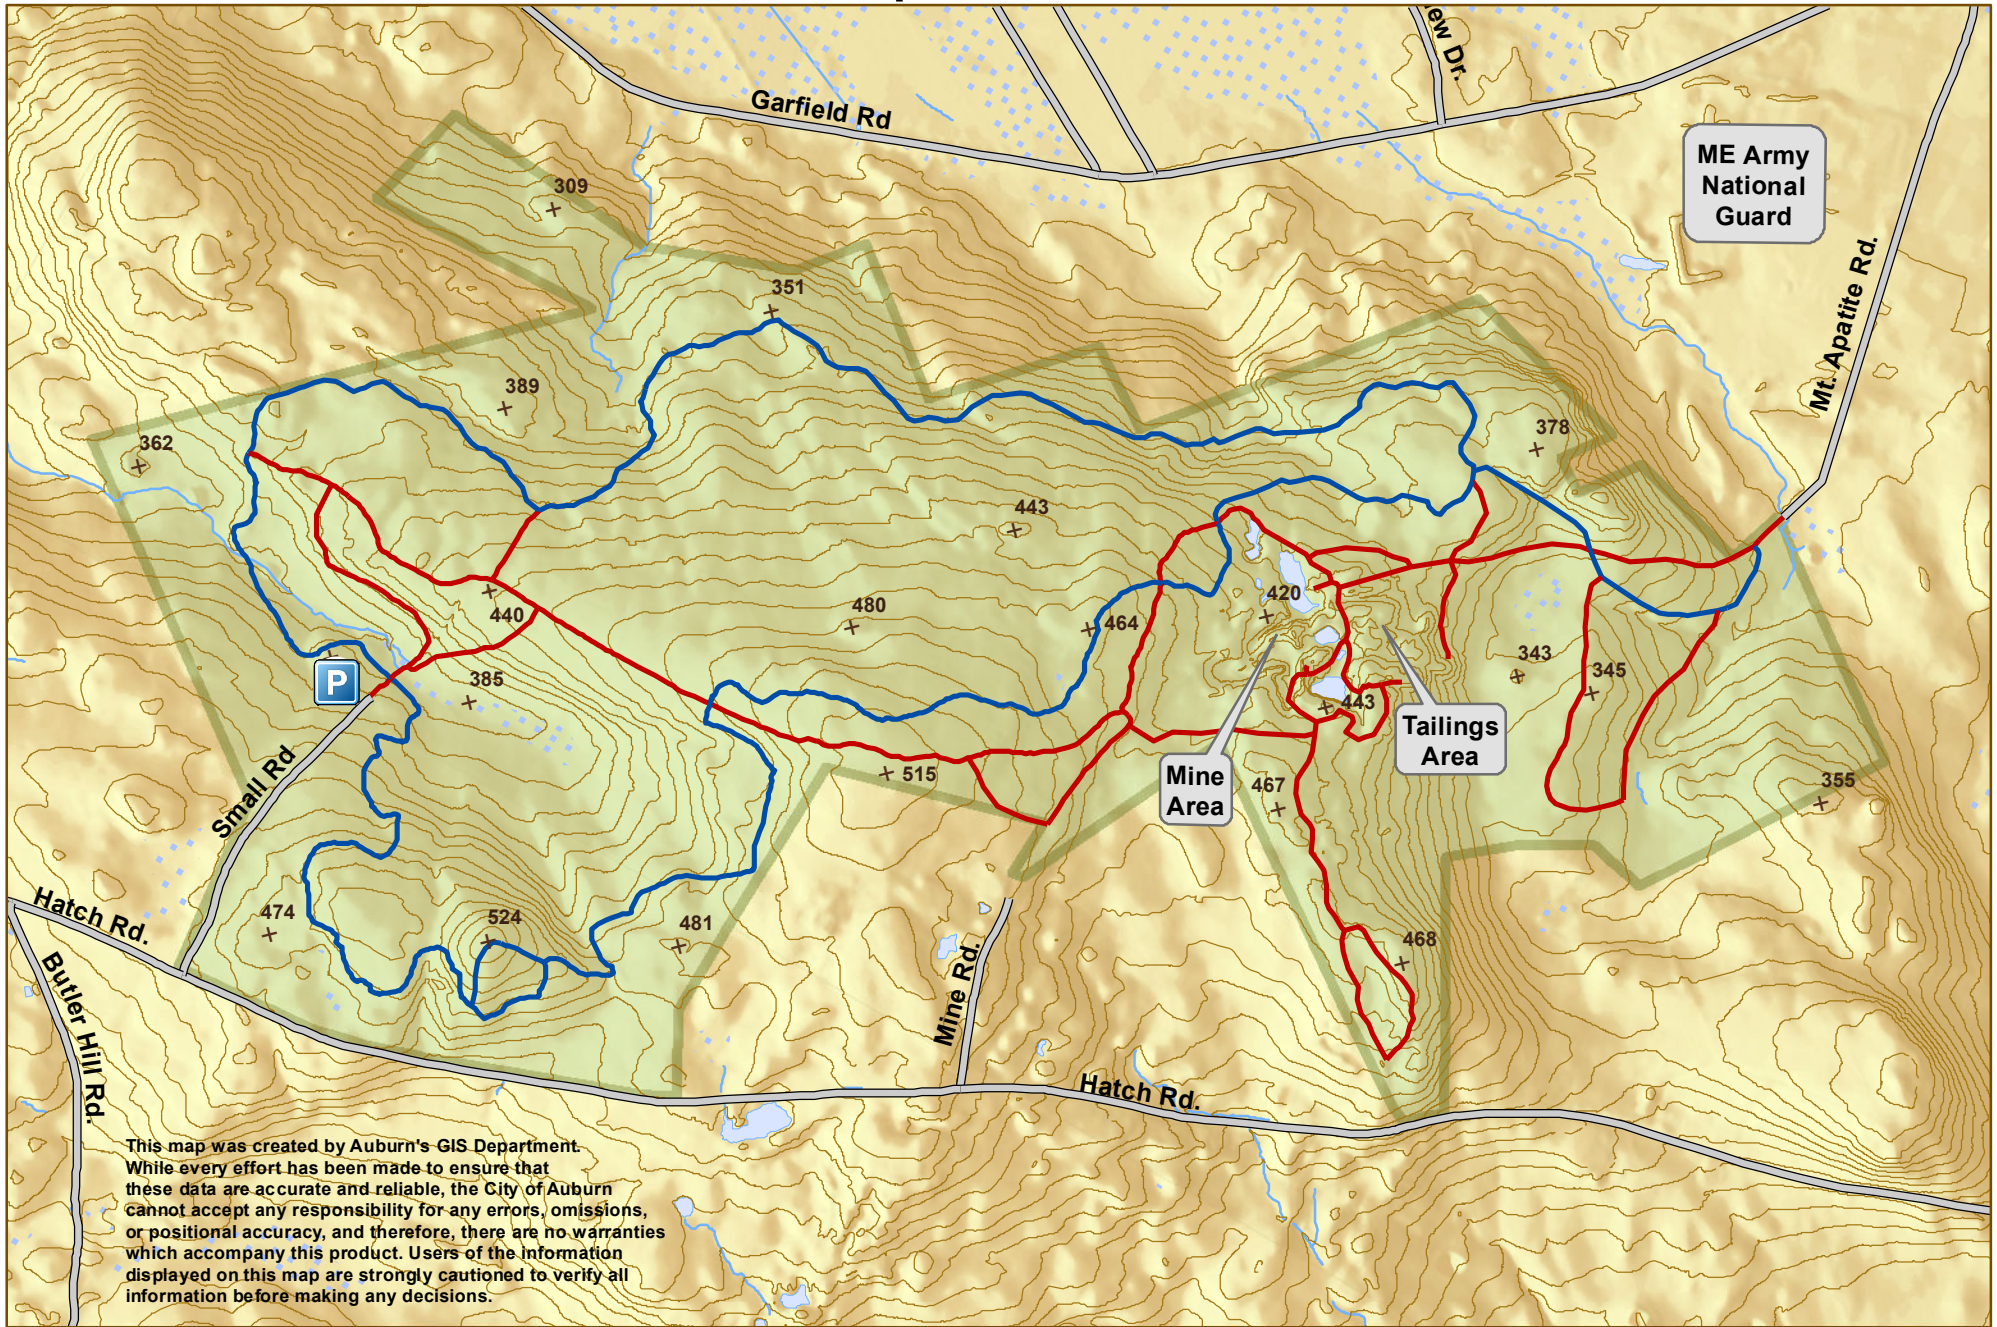 Garfield Rd
ew Dr.
ME Army
National
Guard
Mt. Apatite Rd.
309
351
389
362
378
443
440
480
464
420
343
345
385
443
Tailings
Area
515
Mine
Area
467
355
Small Rd
474
524
481
468
Hatch Rd.
Butler Hill Rd.
Mine Rd.
Hatch Rd.
P
This map was created by Auburn's GIS Department.
While every effort has been made to ensure that
these data are accurate and reliable, the City of Auburn
cannot accept any responsibility for any errors, omissions,
or positional accuracy, and therefore, there are no warranties
which accompany this product. Users of the information
displayed on this map are strongly cautioned to verify all
information before making any decisions.